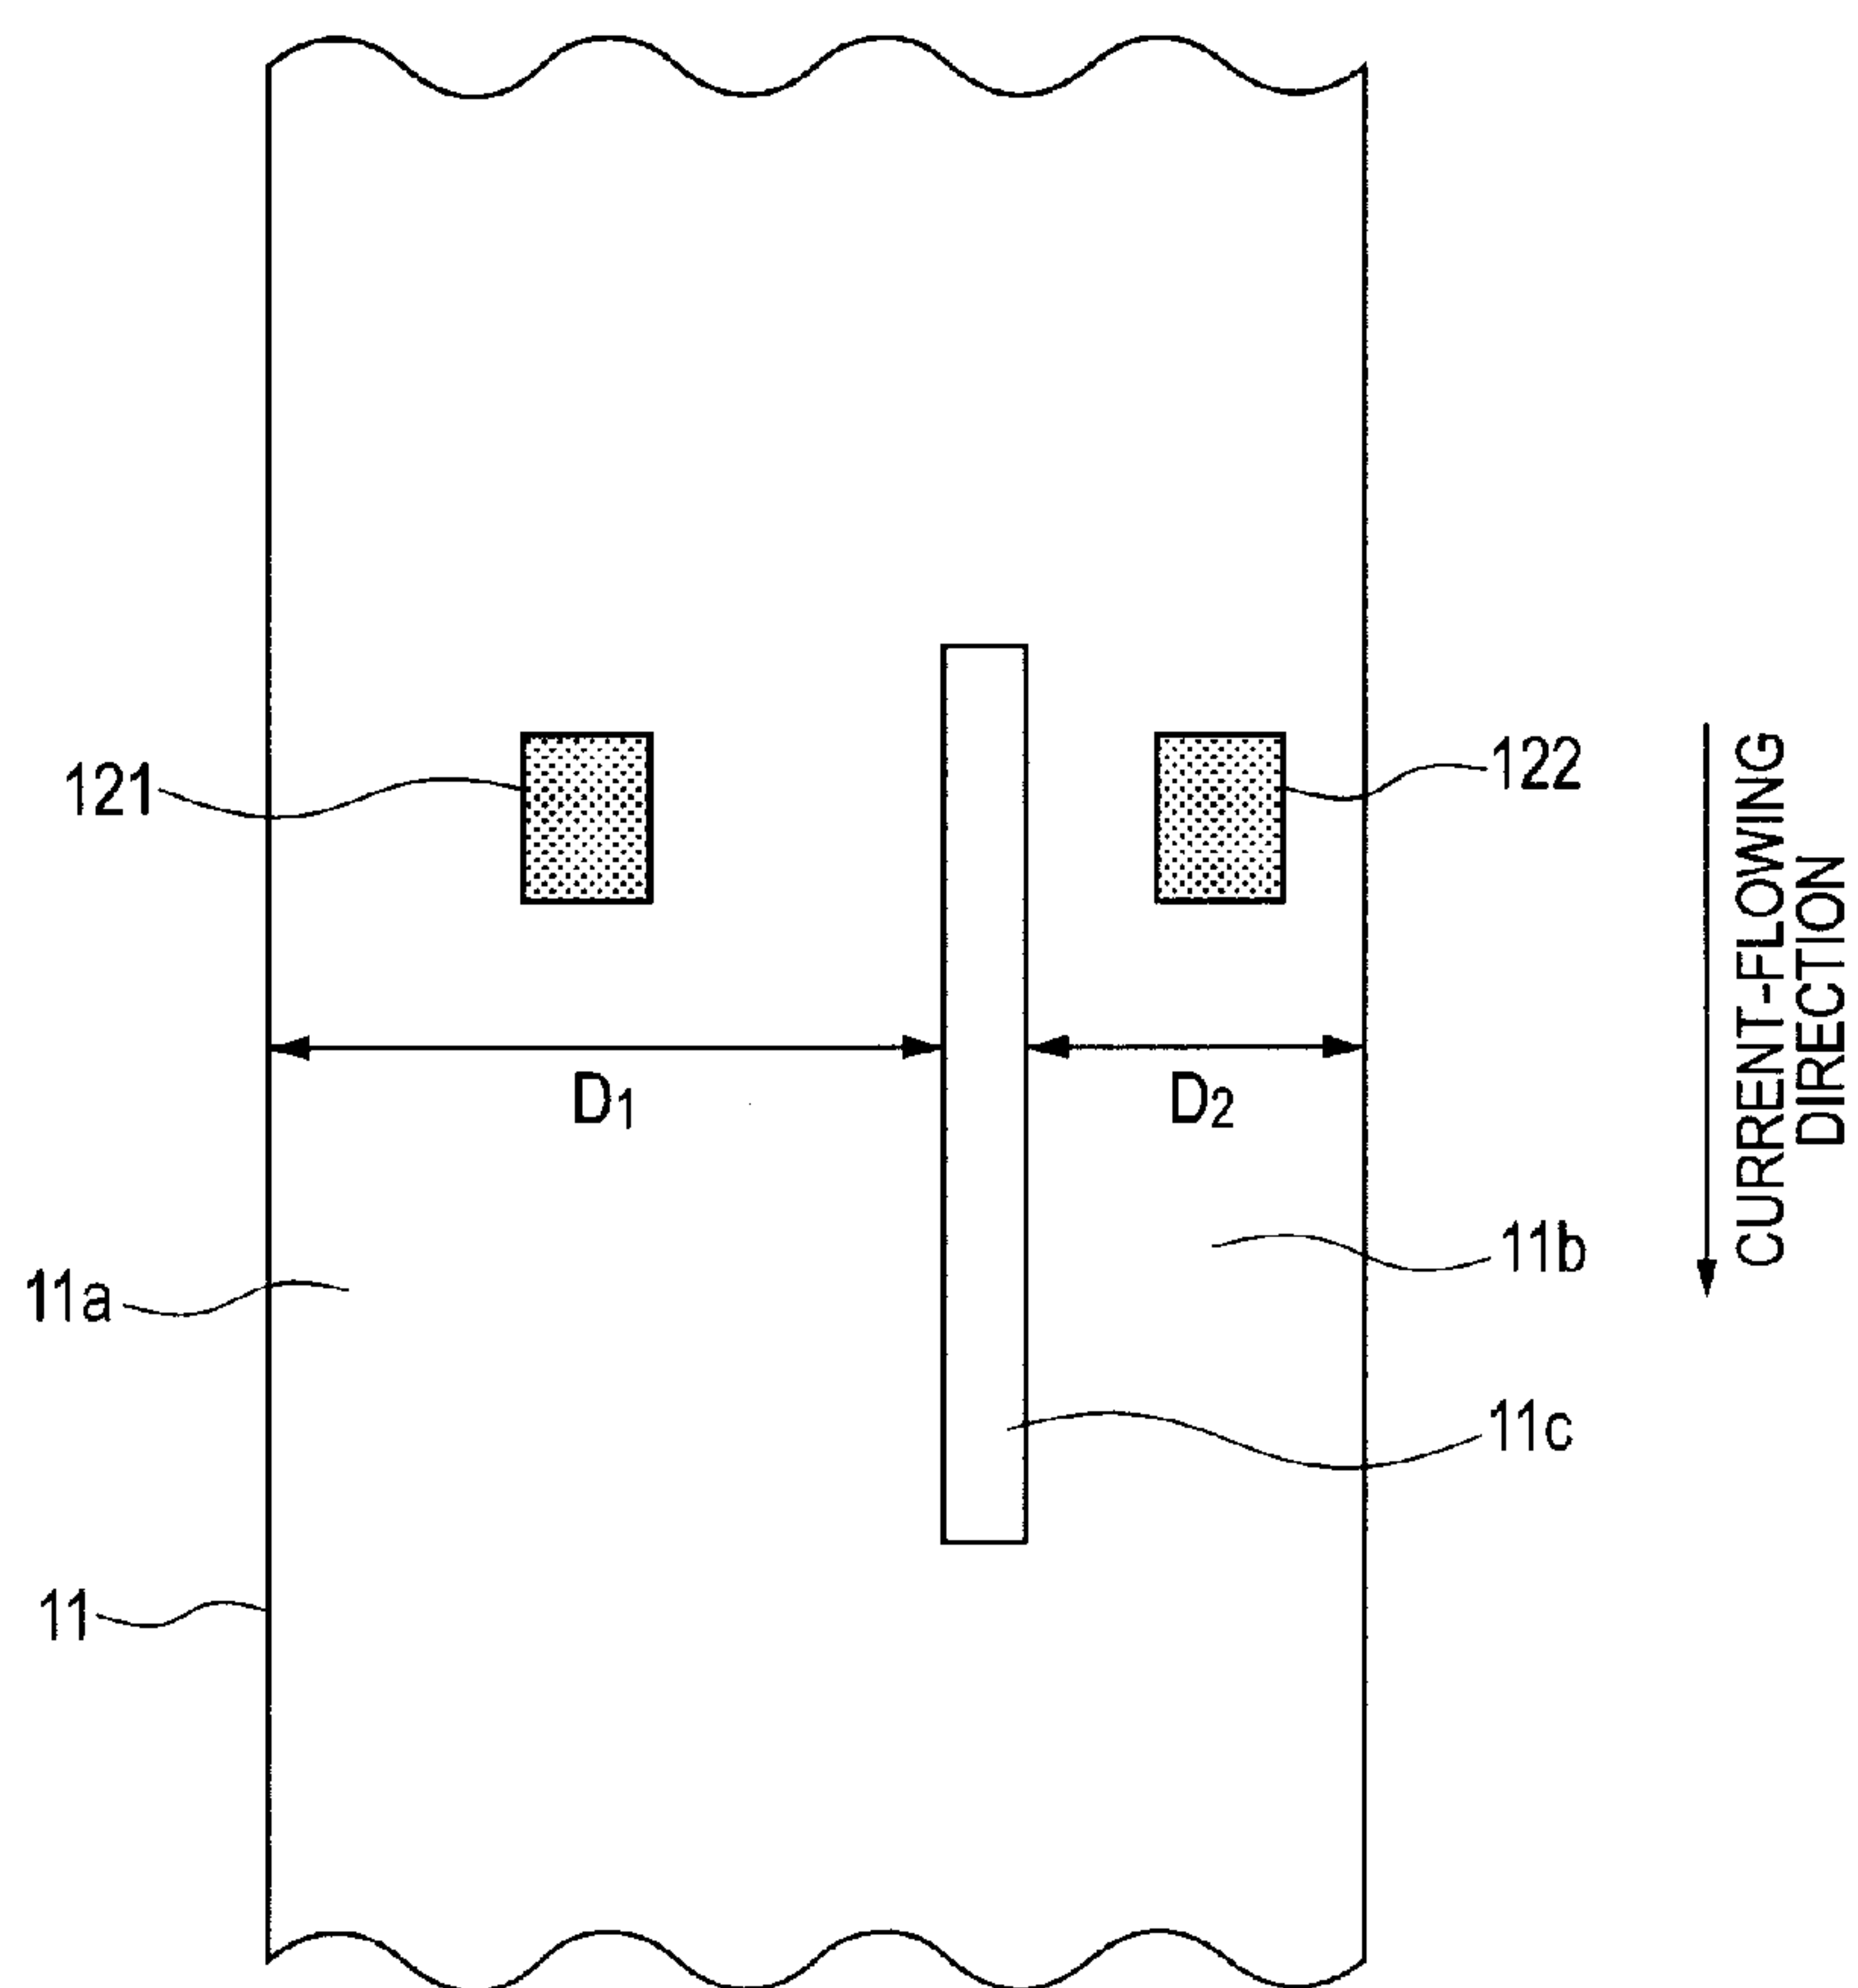 121
122
CURRENT-FLOWING
DIRECTION
D1
D2
11b
11a
11c
11